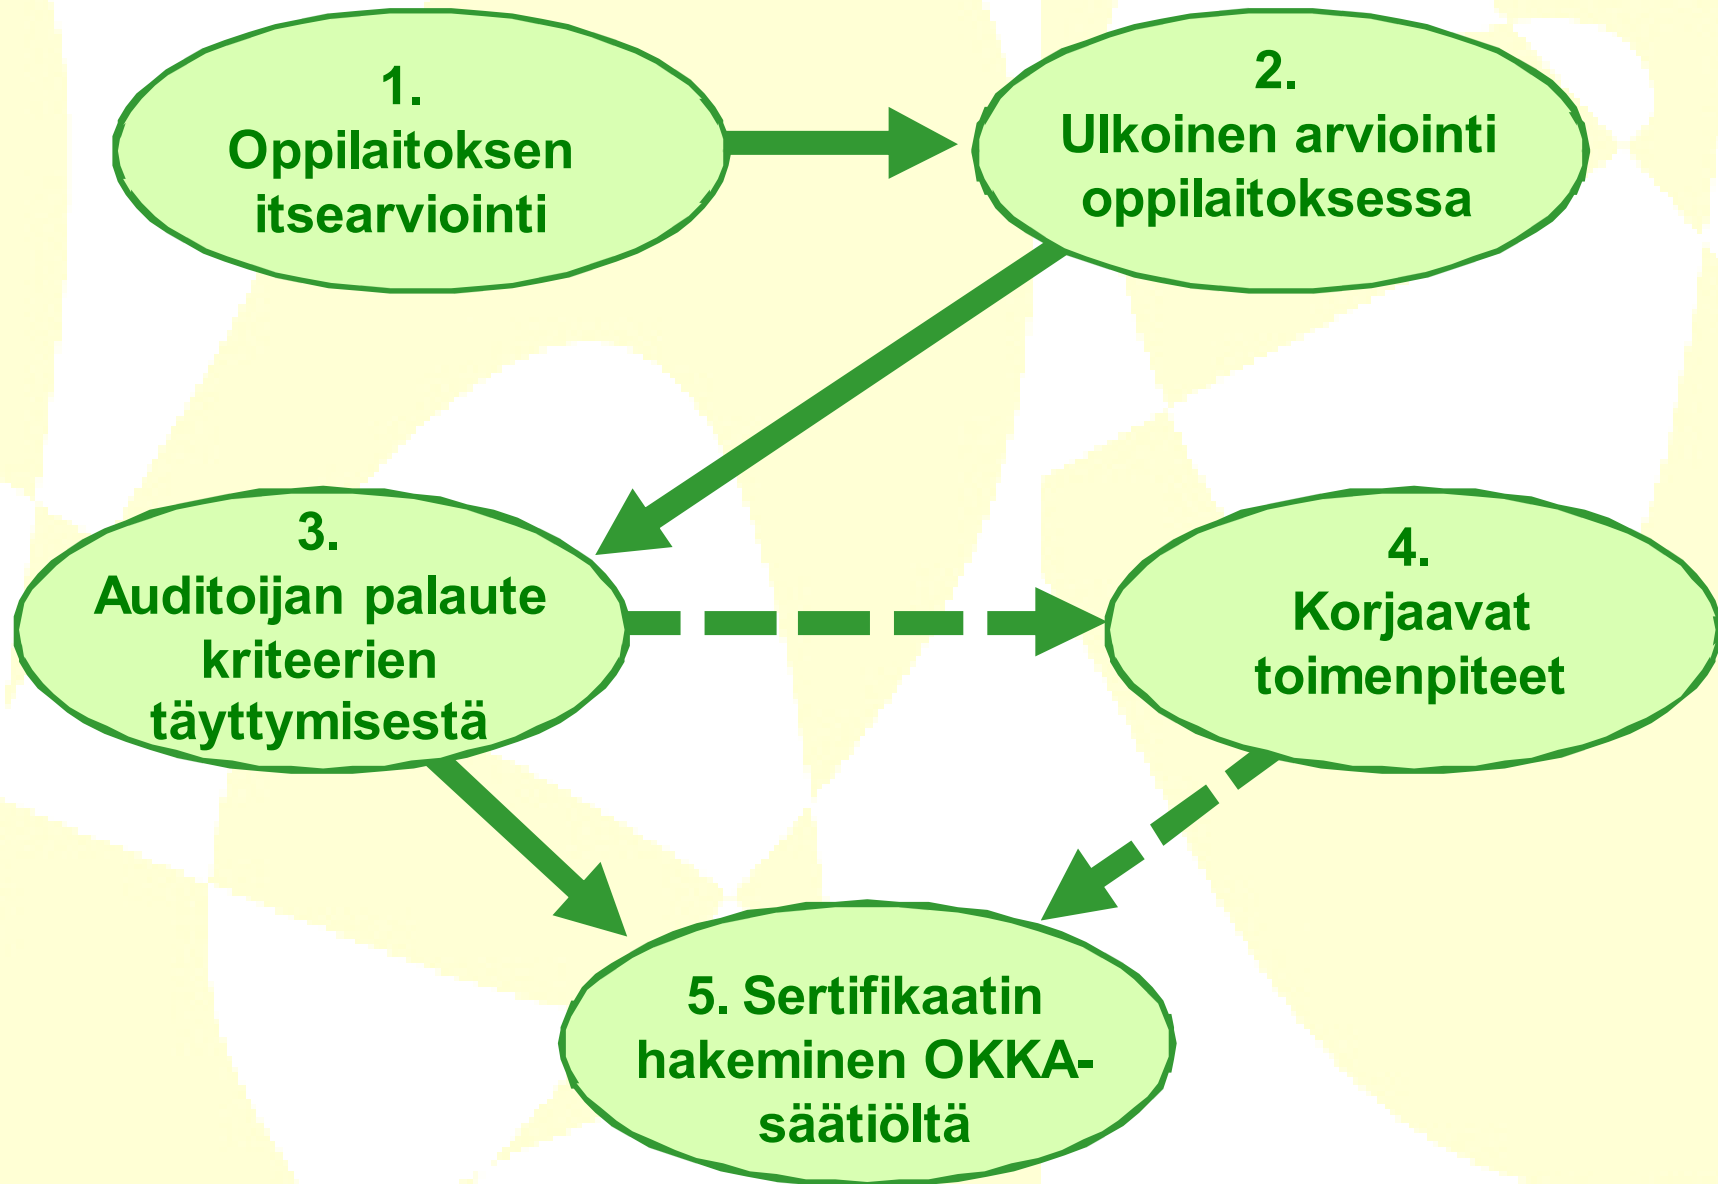 1.
Oppilaitoksen
itsearviointi
2.
Ulkoinen arviointi
oppilaitoksessa
3.
Auditoijan palaute
kriteerien
täyttymisestä
4.
Korjaavat
toimenpiteet
5. Sertifikaatin
hakeminen OKKA-
säätiöltä